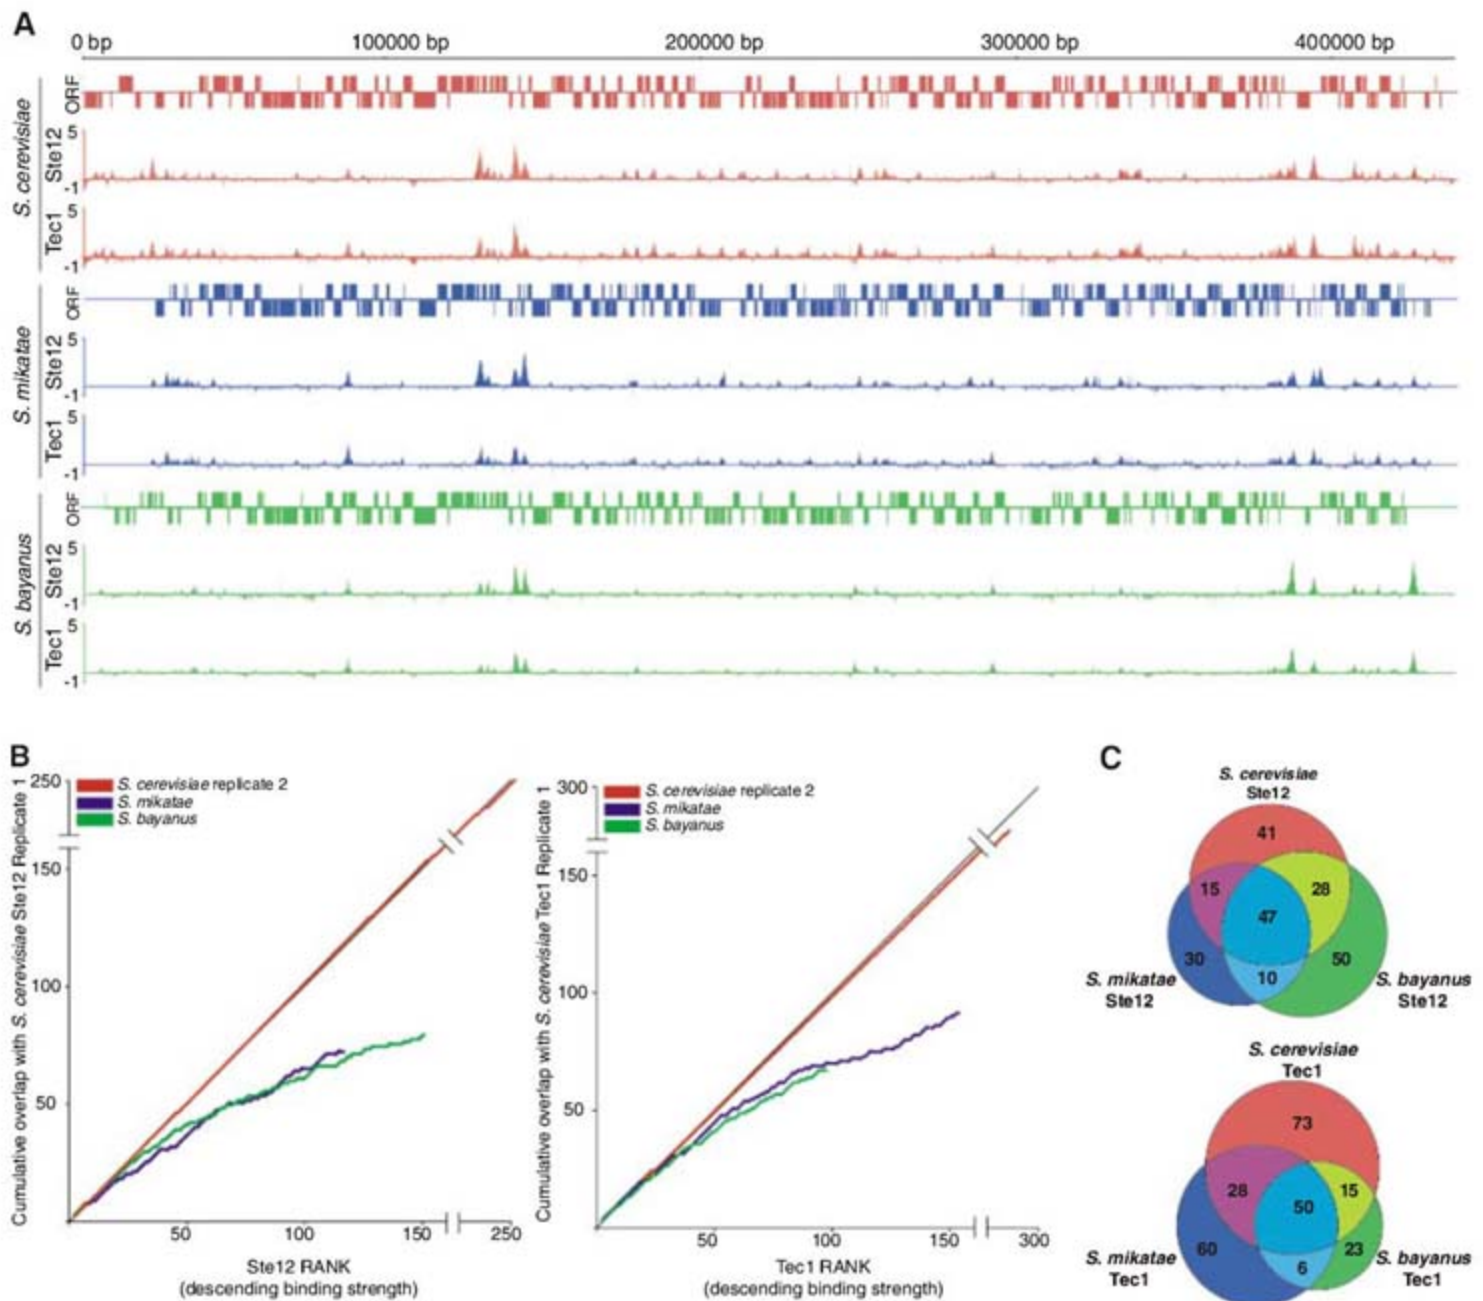 A
0 bp 100000 bp 200000 bp 300000 bp 400000 bp
S. cerevisiae
ORF
Ste12
5
-1
Tec1
5
-1
S. mikatae
ORF
Ste12
5
-1
Tec1
5
-1
S. bayanus
ORF
Ste12
5
-1
Tec1
5
-1
B
Cumulative overlap with S. cerevisiae Ste12 Replicate 1
250
150
100
50
S. cerevisiae replicate 2
S. mikatae
S. bayanus
50 100 150 250
Ste12 RANK
(descending binding strength)
Cumulative overlap with S. cerevisiae Tec1 Replicate 1
300
150
100
50
S. cerevisiae replicate 2
S. mikatae
S. bayanus
50 100 150 300
Tec1 RANK
(descending binding strength)
C
S. cerevisiae
Ste12
41
15 28
47
30 50
10
S. mikatae
Ste12
S. bayanus
Ste12
S. cerevisiae
Tec1
73
28 15
50
60 23
6
S. mikatae
Tec1
S. bayanus
Tec1